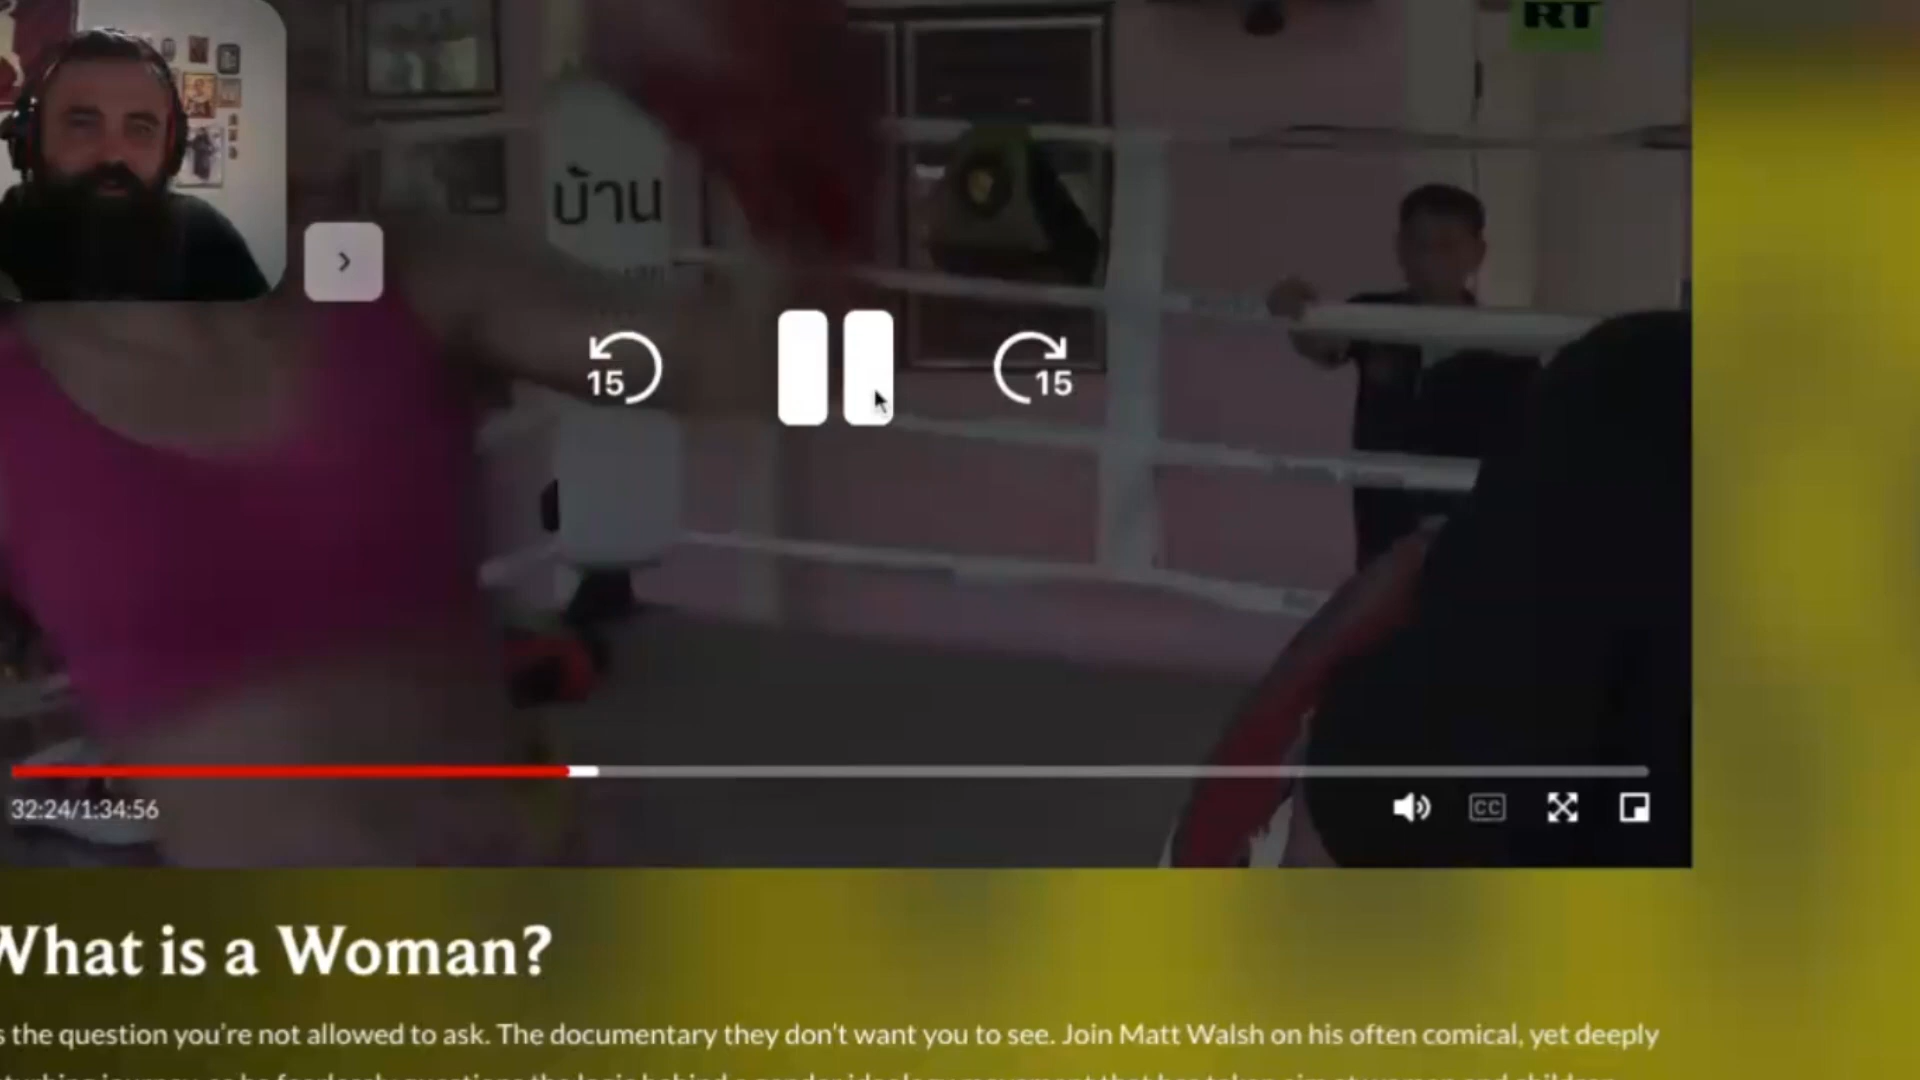 RT
บ้าน
15
15
32:24/1:34:56
CC
What is a Woman?
s the question you're not allowed to ask. The documentary they don't want you to see. Join Matt Walsh on his often comical, yet deeply